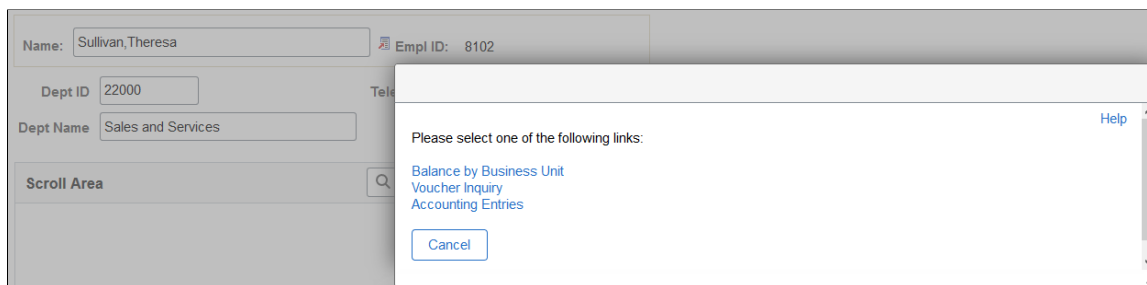 Name: Sullivan,Theresa Empl ID: 8102
Dept ID 22000 Tele
Dept Name Sales and Services
Scroll Area
Help
Please select one of the following links:
Balance by Business Unit
Voucher Inquiry
Accounting Entries
Cancel